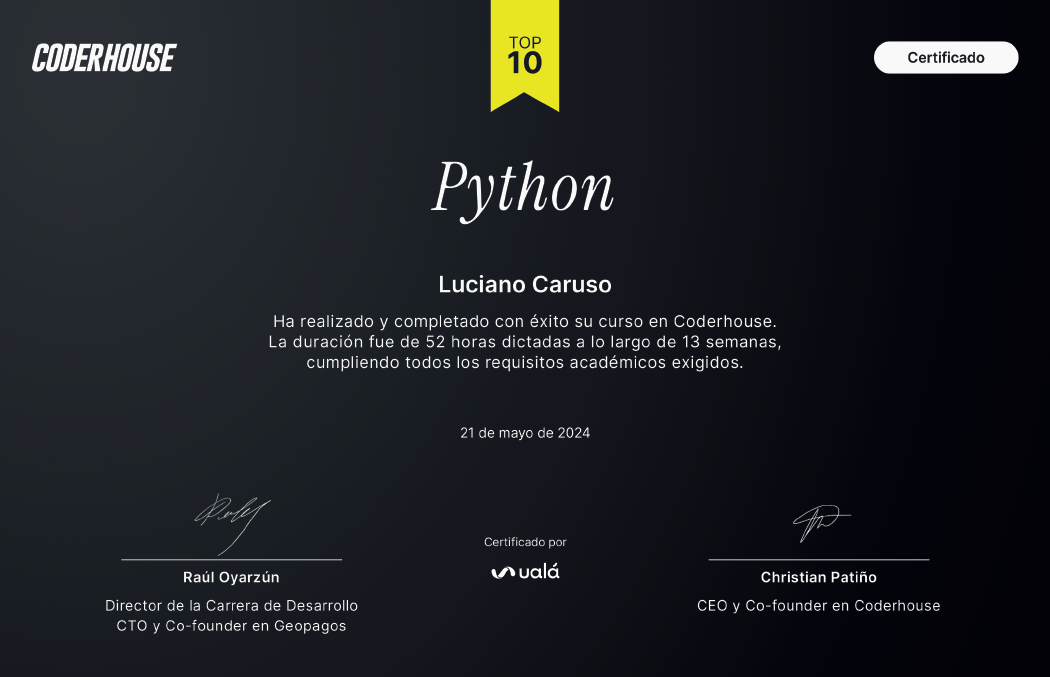 CODERHOUSE
TOP
10
Certificado
Python
Luciano Caruso
Ha realizado y completado con éxito su curso en Coderhouse.
La duración fue de 52 horas dictadas a lo largo de 13 semanas,
cumpliendo todos los requisitos académicos exigidos.
21 de mayo de 2024
Certificado por
ualá
Raúl Oyarzún
Director de la Carrera de Desarrollo
CTO y Co-founder en Geopagos
Christian Patiño
CEO y Co-founder en Coderhouse